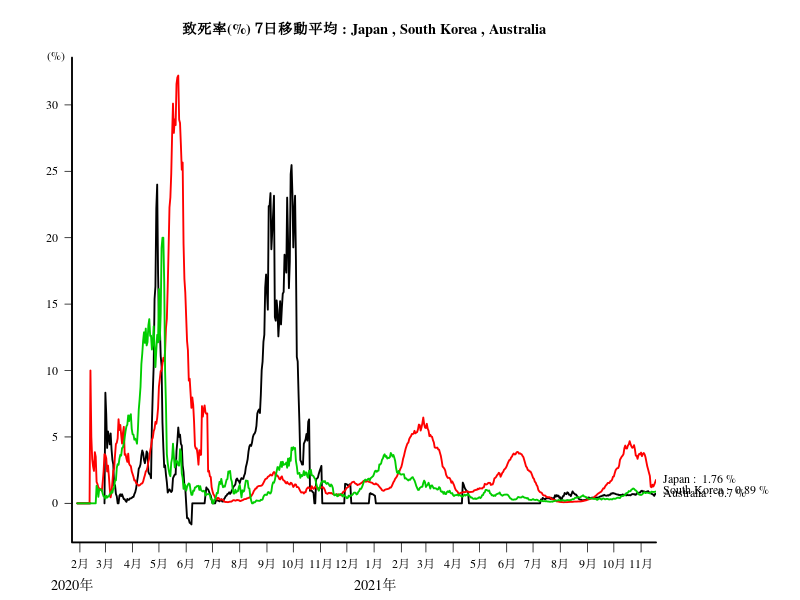 致死率(%) 7日移動平均 : Japan , South Korea , Australia
(%)
30
25
20
15
10
5
0
Japan : 1.76 %
South Korea : 0.89 %
Australia : 0.7 %
2月 3月 4月 5月 6月 7月 8月 9月 10月 11月 12月 1月 2月 3月 4月 5月 6月 7月 8月 9月 10月 11月
2020年 2021年